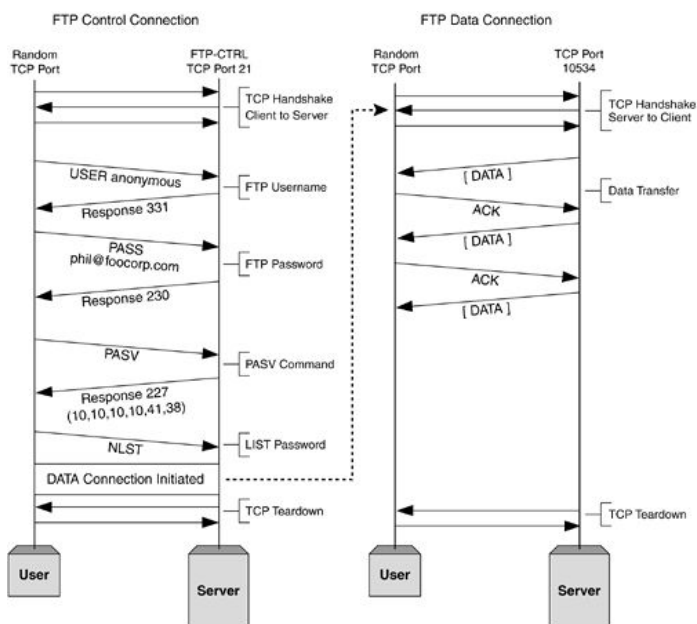 FTP Control Connection
Random
TCP Port
FTP-CTRL
TCP Port 21
TCP Handshake
Client to Server
USER anonymous
FTP Username
Response 331
PASS
phil@foocorp.com
FTP Password
Response 230
PASV
PASV Command
Response 227
(10,10,10,10,41,38)
NLST
LIST Password
DATA Connection Initiated
TCP Teardown
User
Server
FTP Data Connection
Random
TCP Port
TCP Port
10534
TCP Handshake
Server to Client
[ DATA ]
Data Transfer
ACK
[ DATA ]
ACK
[ DATA ]
TCP Teardown
User
Server